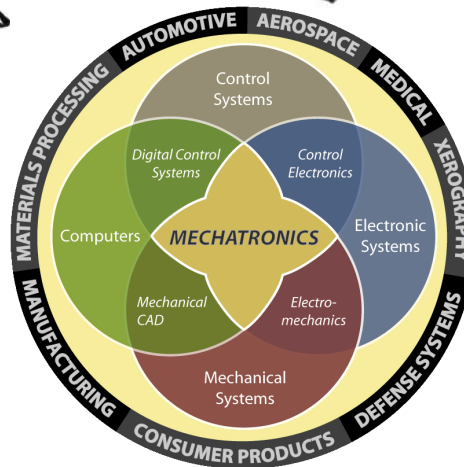 AUTOMOTIVE
AEROSPACE
MEDICAL
XEROGRAPHY
DEFENSE SYSTEMS
CONSUMER PRODUCTS
MANUFACTURING
MATERIALS PROCESSING
Control
Systems
Digital Control
Systems
Control
Electronics
Computers
MECHATRONICS
Electronic
Systems
Mechanical
CAD
Electro-
mechanics
Mechanical
Systems